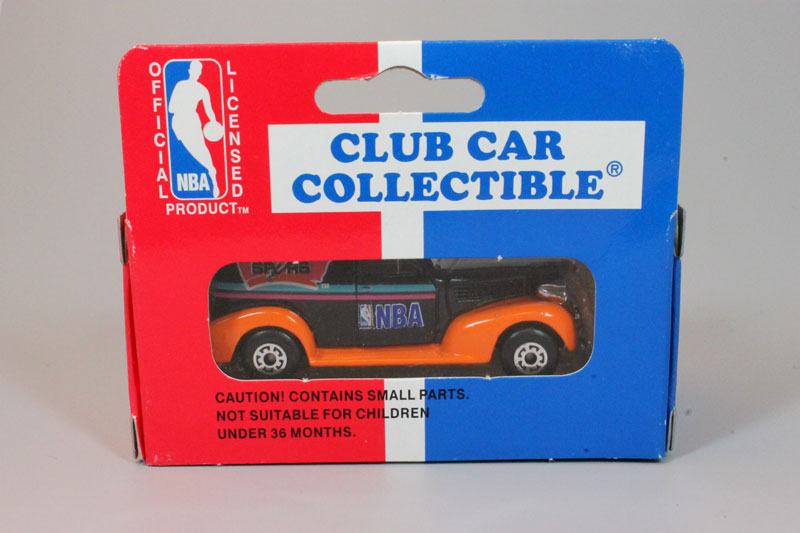 OFFICIAL
LICENSED
NBA
PRODUCT™
CLUB CAR
COLLECTIBLE®
SPURS
NBA
CAUTION! CONTAINS SMALL PARTS.
NOT SUITABLE FOR CHILDREN
UNDER 36 MONTHS.